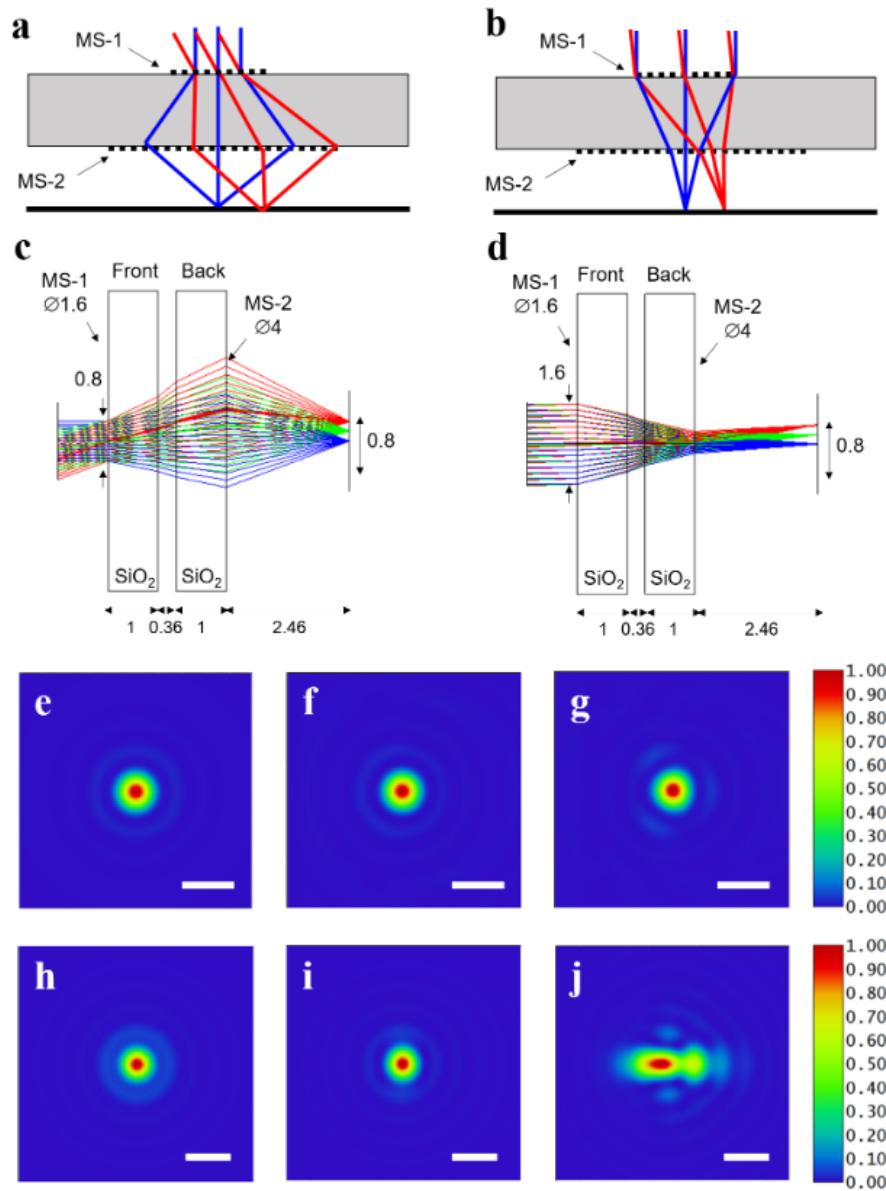 a
MS-1
MS-2
b
MS-1
MS-2
c
Front
Back
MS-1
∅1.6
MS-2
∅4
0.8
0.8
SiO₂
SiO₂
1
0.36
1
2.46
d
Front
Back
MS-1
∅1.6
MS-2
∅4
1.6
0.8
SiO₂
SiO₂
1
0.36
1
2.46
e
f
g
1.00
0.90
0.80
0.70
0.60
0.50
0.40
0.30
0.20
0.10
0.00
h
i
j
1.00
0.90
0.80
0.70
0.60
0.50
0.40
0.30
0.20
0.10
0.00